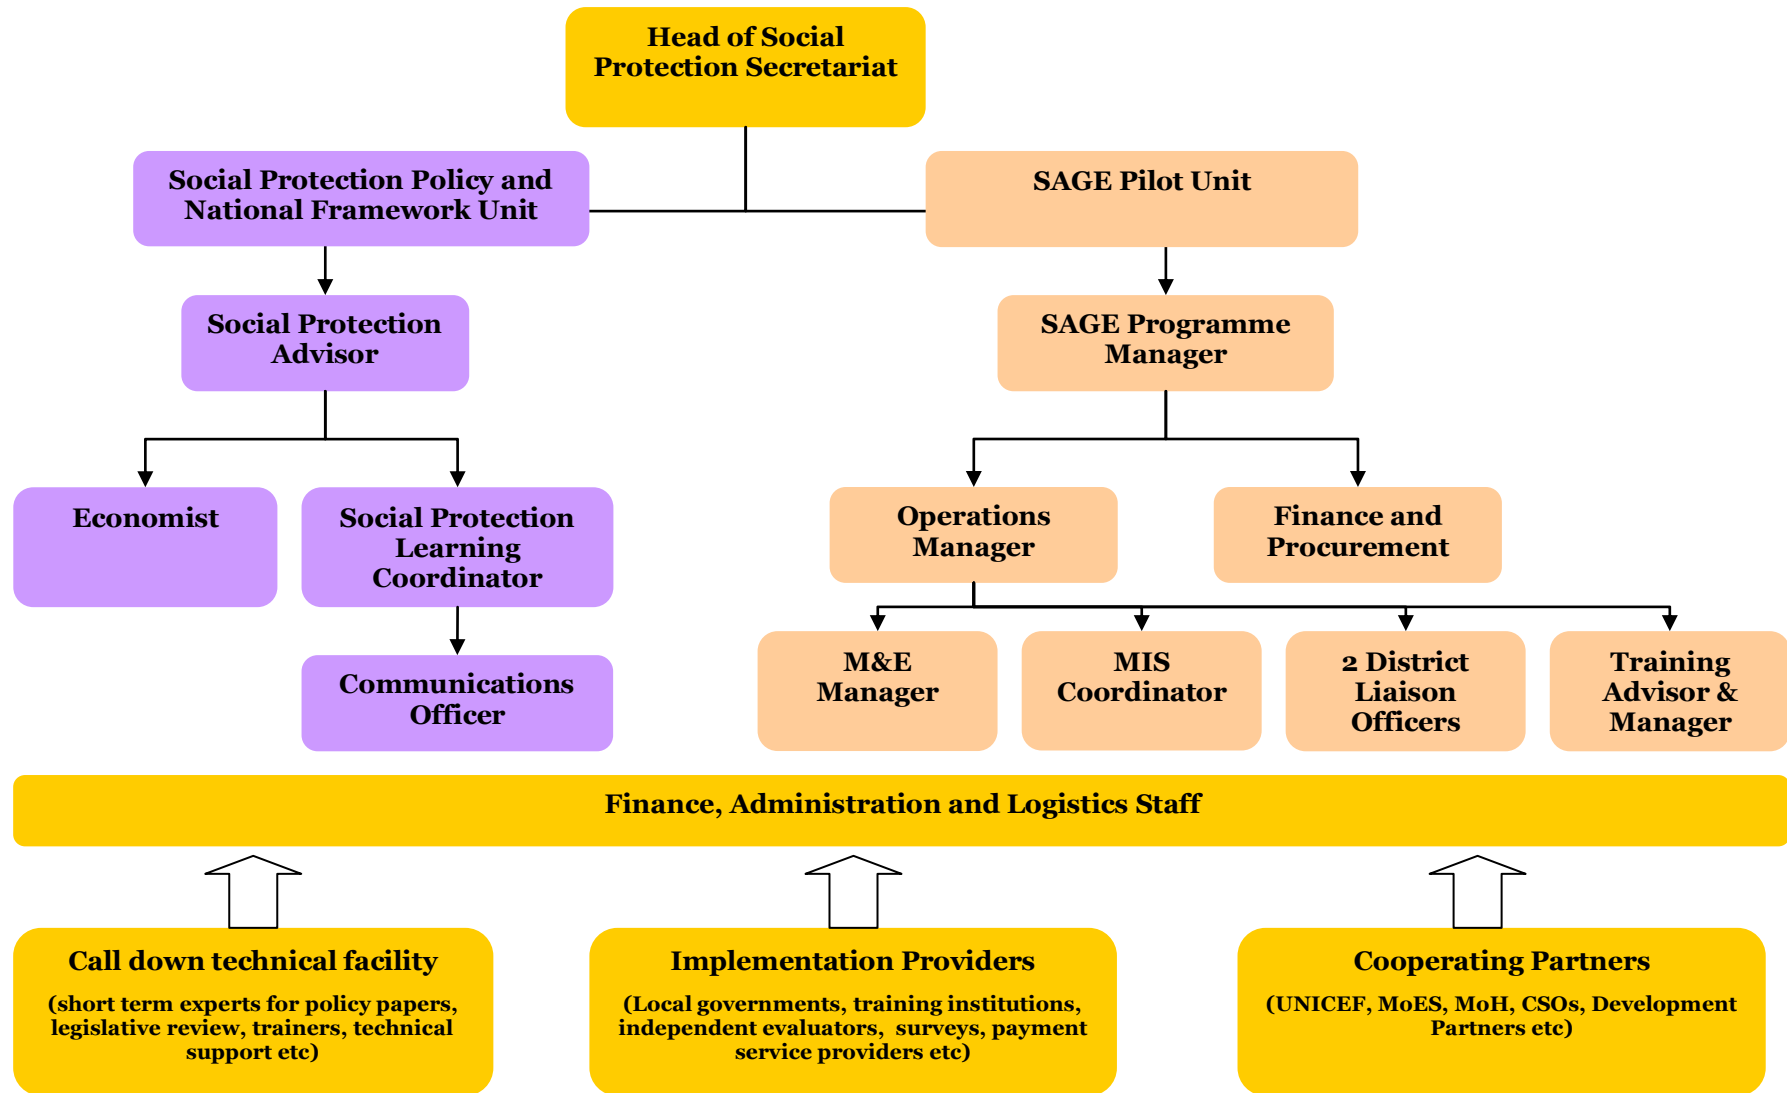 Head of Social
Protection Secretariat
Social Protection Policy and
National Framework Unit
SAGE Pilot Unit
Social Protection
Advisor
SAGE Programme
Manager
Economist
Social Protection
Learning
Coordinator
Operations
Manager
Finance and
Procurement
Communications
Officer
M&E
Manager
MIS
Coordinator
2 District
Liaison
Officers
Training
Advisor &
Manager
Finance, Administration and Logistics Staff
Call down technical facility
(short term experts for policy papers,
legislative review, trainers, technical
support etc)
Implementation Providers
(Local governments, training institutions,
independent evaluators,  surveys, payment
service providers etc)
Cooperating Partners
(UNICEF, MoES, MoH, CSOs, Development
Partners etc)